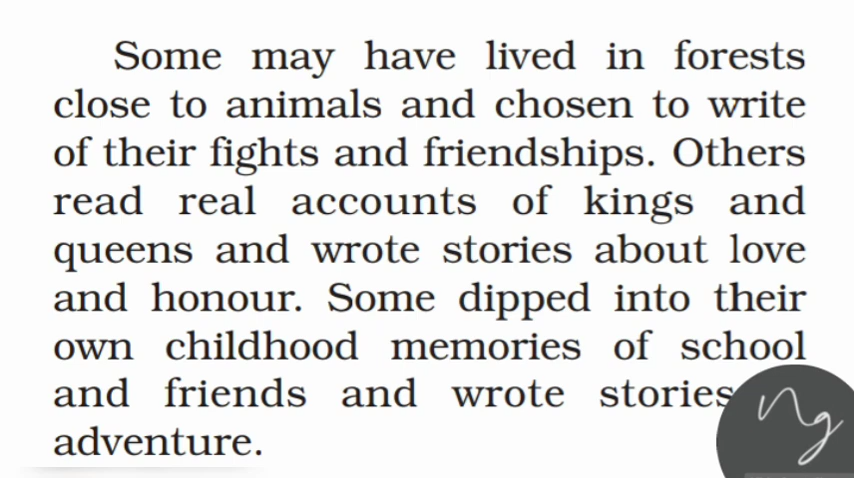 Some may have lived in forests
close to animals and chosen to write
of their fights and friendships. Others
read real accounts of kings and
queens and wrote stories about love
and honour. Some dipped into their
own childhood memories of school
and friends and wrote stories
adventure.
ng